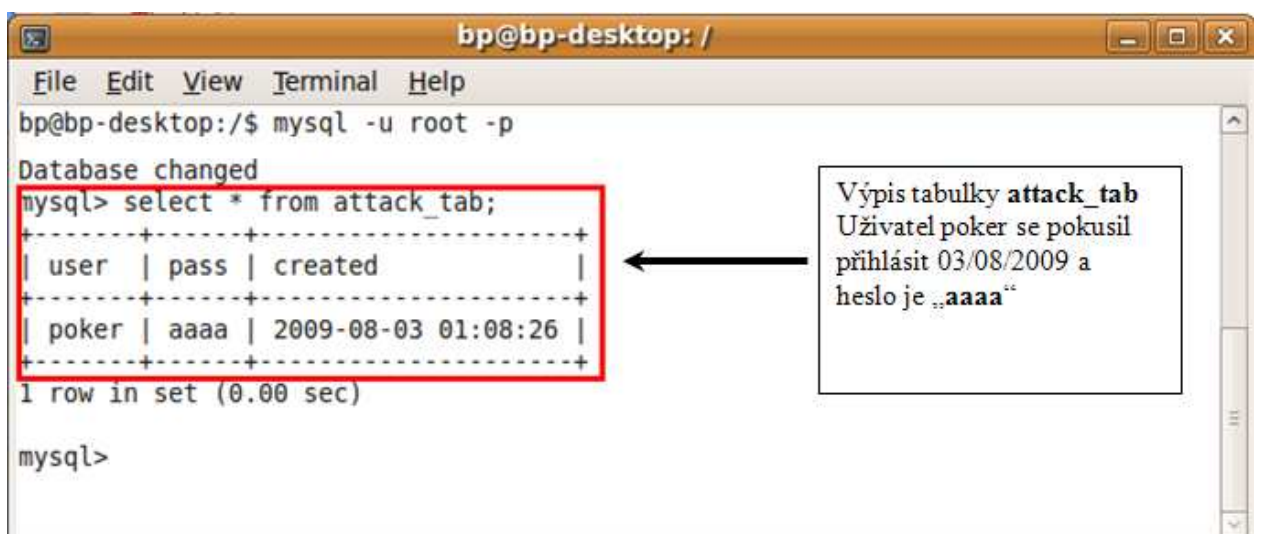 bp@bp-desktop: /
File Edit View Terminal Help
bp@bp-desktop:/$ mysql -u root -p
Database changed
mysql> select * from attack_tab;
+-------+------+---------------------+
| user | pass | created |
+-------+------+---------------------+
| poker | aaaa | 2009-08-03 01:08:26 |
+-------+------+---------------------+
1 row in set (0.00 sec)
mysql>
Výpis tabulky attack_tab
Uživatel poker se pokusil
přihlásit 03/08/2009 a
heslo je „aaaa“